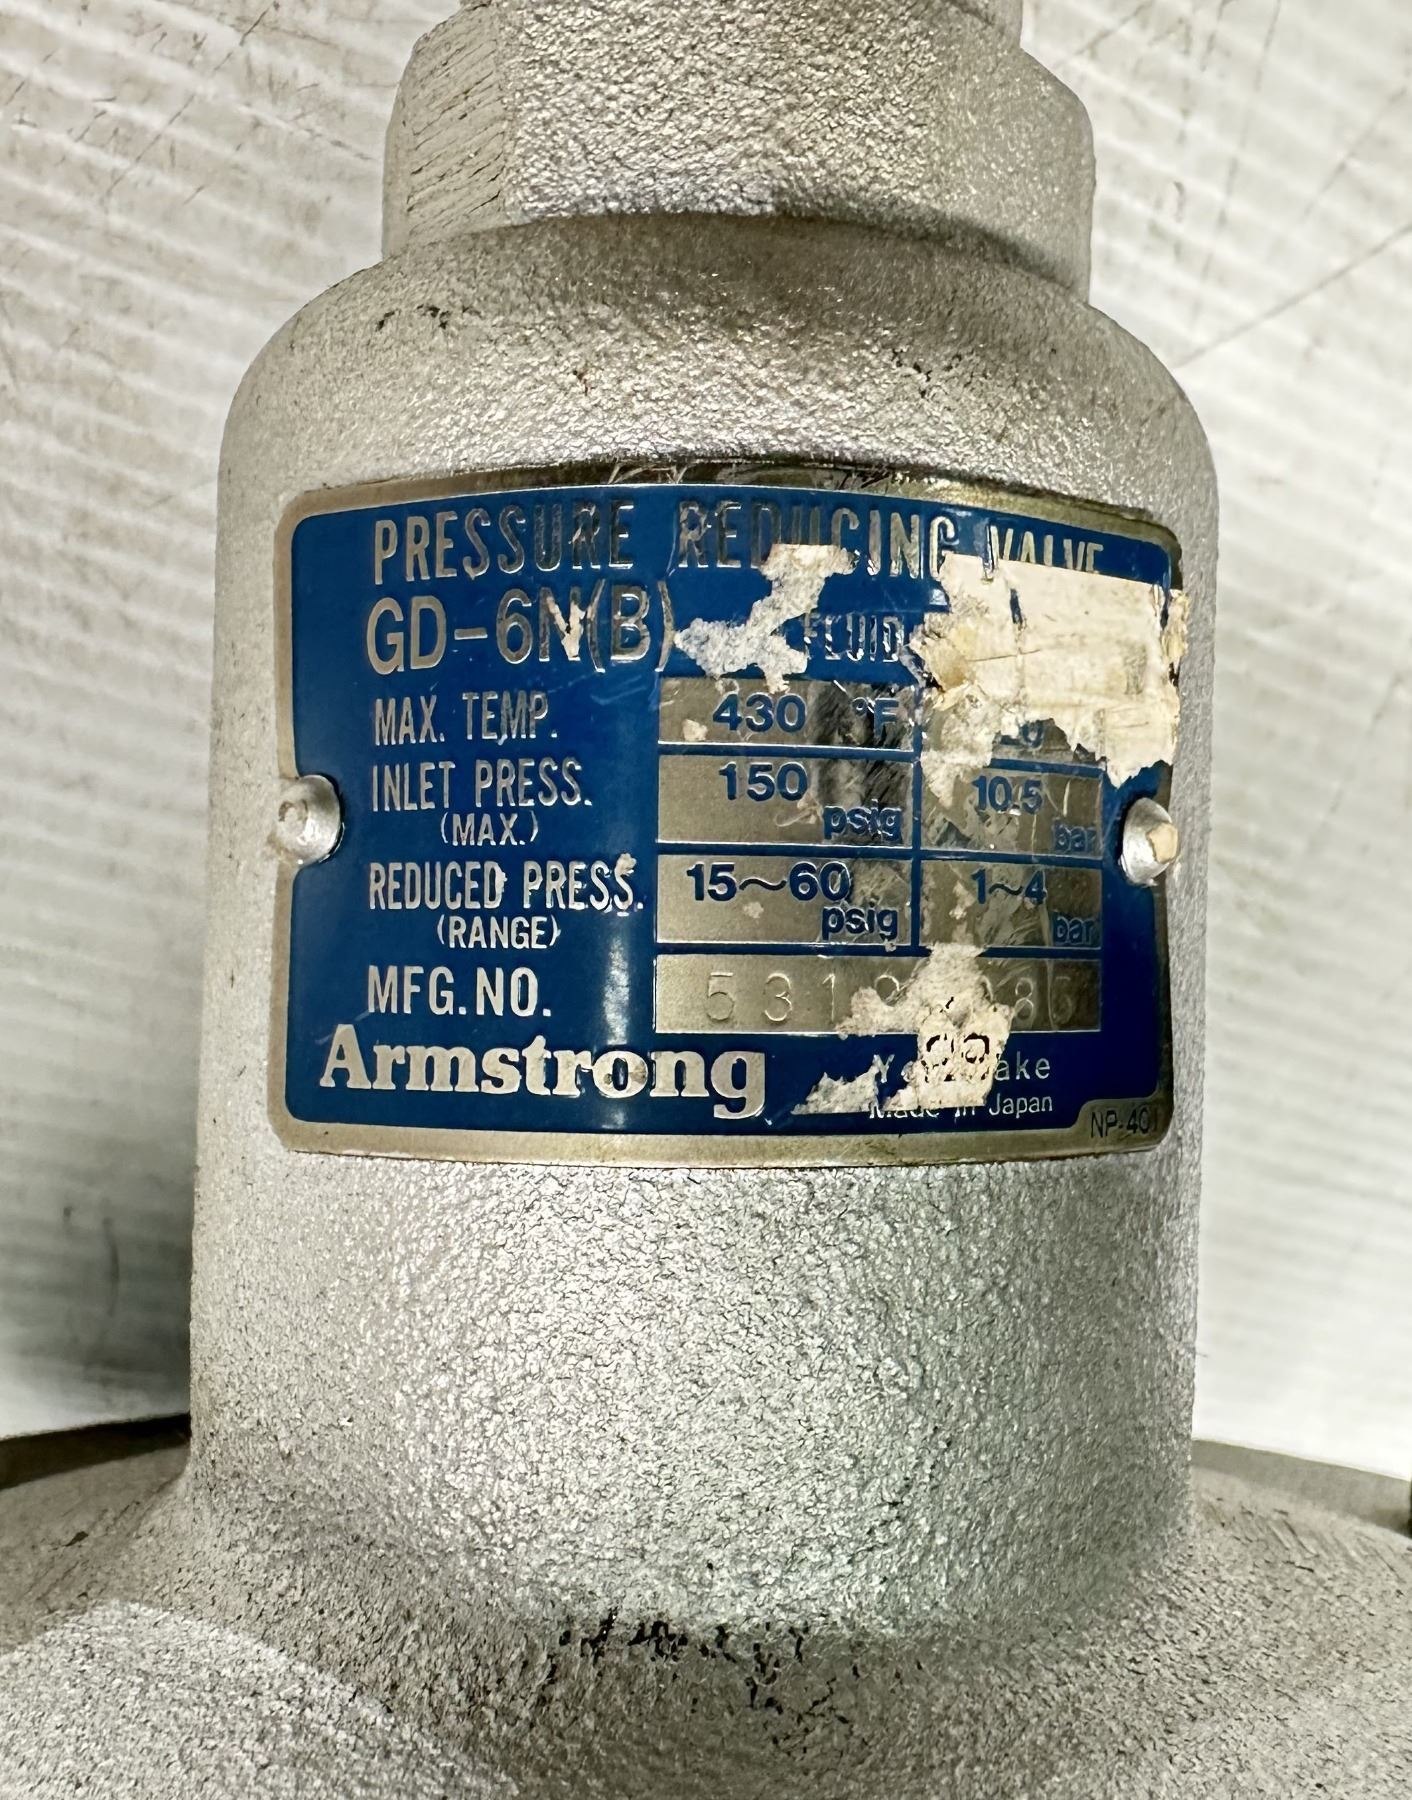 PRESSURE REDUCING VALVE
GD-6N(B) FLUID
MAX. TEMP. 430 °F
INLET PRESS. 150 psig 10.5 bar
(MAX.)
REDUCED PRESS. 15~60 psig 1~4 bar
(RANGE)
MFG. NO.
Armstrong
Made in Japan
NP-401